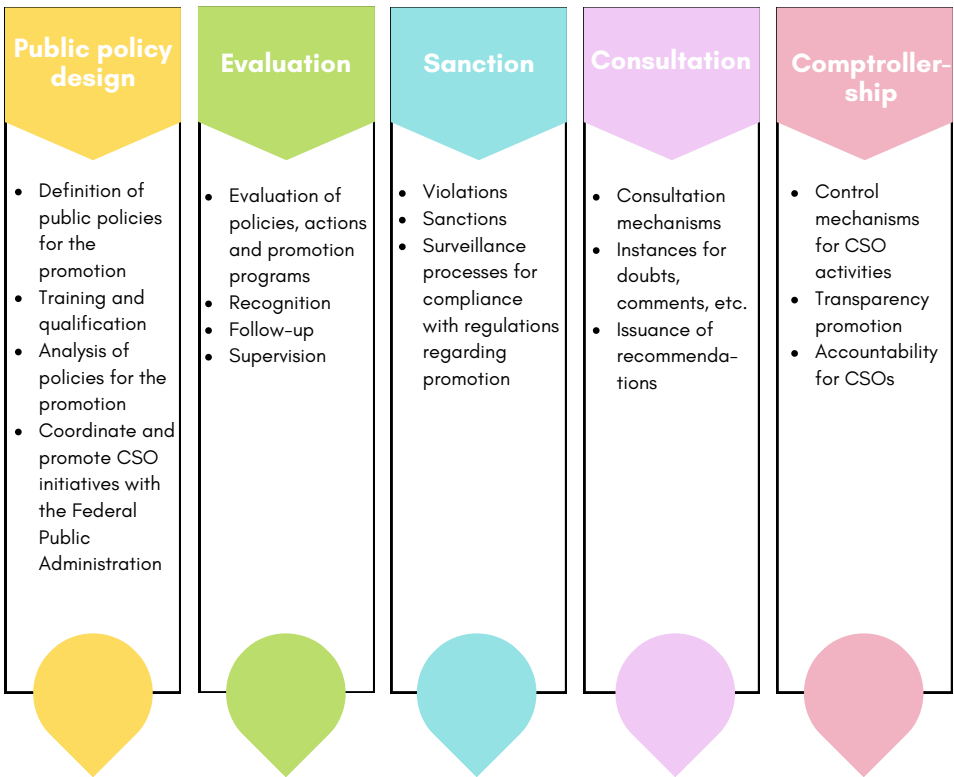 Public policy
design
• Definition of
public policies
for the
promotion
• Training and
qualification
• Analysis of
policies for the
promotion
• Coordinate and
promote CSO
initiatives with
the Federal
Public
Administration
Evaluation
• Evaluation of
policies, actions
and promotion
programs
• Recognition
• Follow-up
• Supervision
Sanction
• Violations
• Sanctions
• Surveillance
processes for
compliance
with regulations
regarding
promotion
Consultation
• Consultation
mechanisms
• Instances for
doubts,
comments, etc.
• Issuance of
recommenda-
tions
Comptroller-
ship
• Control
mechanisms
for CSO
activities
• Transparency
promotion
• Accountability
for CSOs